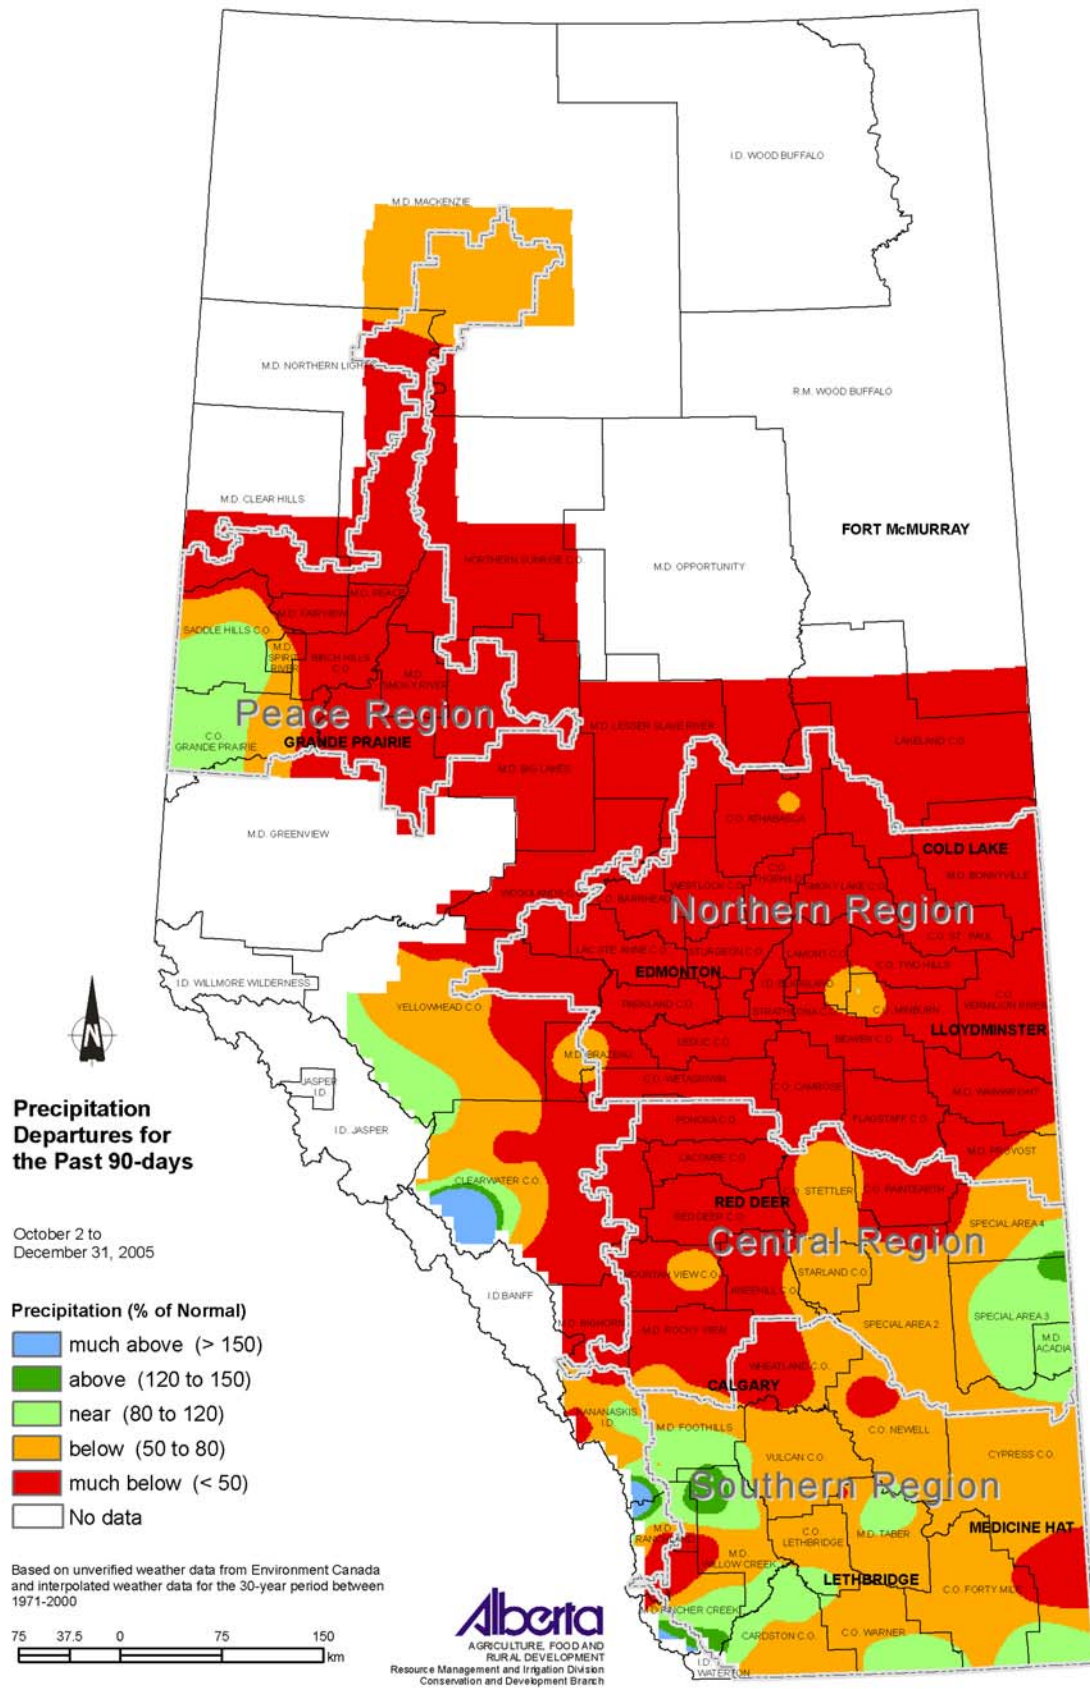 I.D. WOOD BUFFALO
M.D. MACKENZIE
M.D. NORTHERN LIGHTS
R.M. WOOD BUFFALO
M.D. CLEAR HILLS
FORT McMURRAY
NORTHERN SUNRISE C.O.
M.D. OPPORTUNITY
M.D. PEACE
M.D. FAIRVIEW
SADDLE HILLS C.O.
M.D.
SPIRIT
RIVER
BIRCH HILLS
C.O.
M.D.
SMOKY RIVER
Peace Region
C.O.
GRANDE PRAIRIE
GRANDE PRAIRIE
M.D. LESSER SLAVE RIVER
LAKELAND C.O.
M.D. BIG LAKES
M.D. GREENVIEW
C.O. ATHABASCA
COLD LAKE
M.D. BONNYVILLE
C.O.
THORHILD
SMOKY LAKE C.O.
WESTLOCK C.O.
WOODLANDS C.O.
C.O. BARRHEAD
Northern Region
C.O. ST. PAUL
LAC STE ANNE C.O.
STURGEON C.O.
LAMONT C.O.
C.O. TWO HILLS
EDMONTON
I.D. WILLMORE WILDERNESS
YELLOWHEAD C.O.
PARKLAND C.O.
STRATHCONA C.O.
C.O. MINBURN
C.O.
VERMILION RIVER
LLOYDMINSTER
M.D. BRAZEAU
LEDUC C.O.
BEAVER C.O.
C.O. WETASKIWIN
C.O. CAMROSE
M.D. WAINWRIGHT
JASPER
I.D.
I.D. JASPER
PONOKA C.O.
FLAGSTAFF C.O.
LACOMBE C.O.
M.D. PROVOST
CLEARWATER C.O.
C.O. STETTLER
C.O. PAINTEARTH
RED DEER
RED DEER C.O.
SPECIAL AREA 4
Central Region
MOUNTAIN VIEW C.O.
STARLAND C.O.
KNEEHILL C.O.
I.D. BANFF
M.D. BIGHORN
M.D. ROCKY VIEW
SPECIAL AREA 2
SPECIAL AREA 3
M.D.
ACADIA
WHEATLAND C.O.
CALGARY
KANANASKIS
I.D.
M.D. FOOTHILLS
C.O. NEWELL
VULCAN C.O.
CYPRESS C.O.
Southern Region
M.D.
RANCHLAND
C.O.
LETHBRIDGE
M.D. TABER
MEDICINE HAT
M.D.
WILLOW CREEK
LETHBRIDGE
C.O. FORTY MILE
M.D. PINCHER CREEK
CARDSTON C.O.
C.O. WARNER
I.D.
WATERTON
N
Precipitation
Departures for
the Past 90-days
October 2 to
December 31, 2005
Precipitation (% of Normal)
much above (> 150)
above (120 to 150)
near (80 to 120)
below (50 to 80)
much below (< 50)
No data
Based on unverified weather data from Environment Canada
and interpolated weather data for the 30-year period between
1971-2000
75 37.5 0 75 150
km
Alberta
AGRICULTURE, FOOD AND
RURAL DEVELOPMENT
Resource Management and Irrigation Division
Conservation and Development Branch